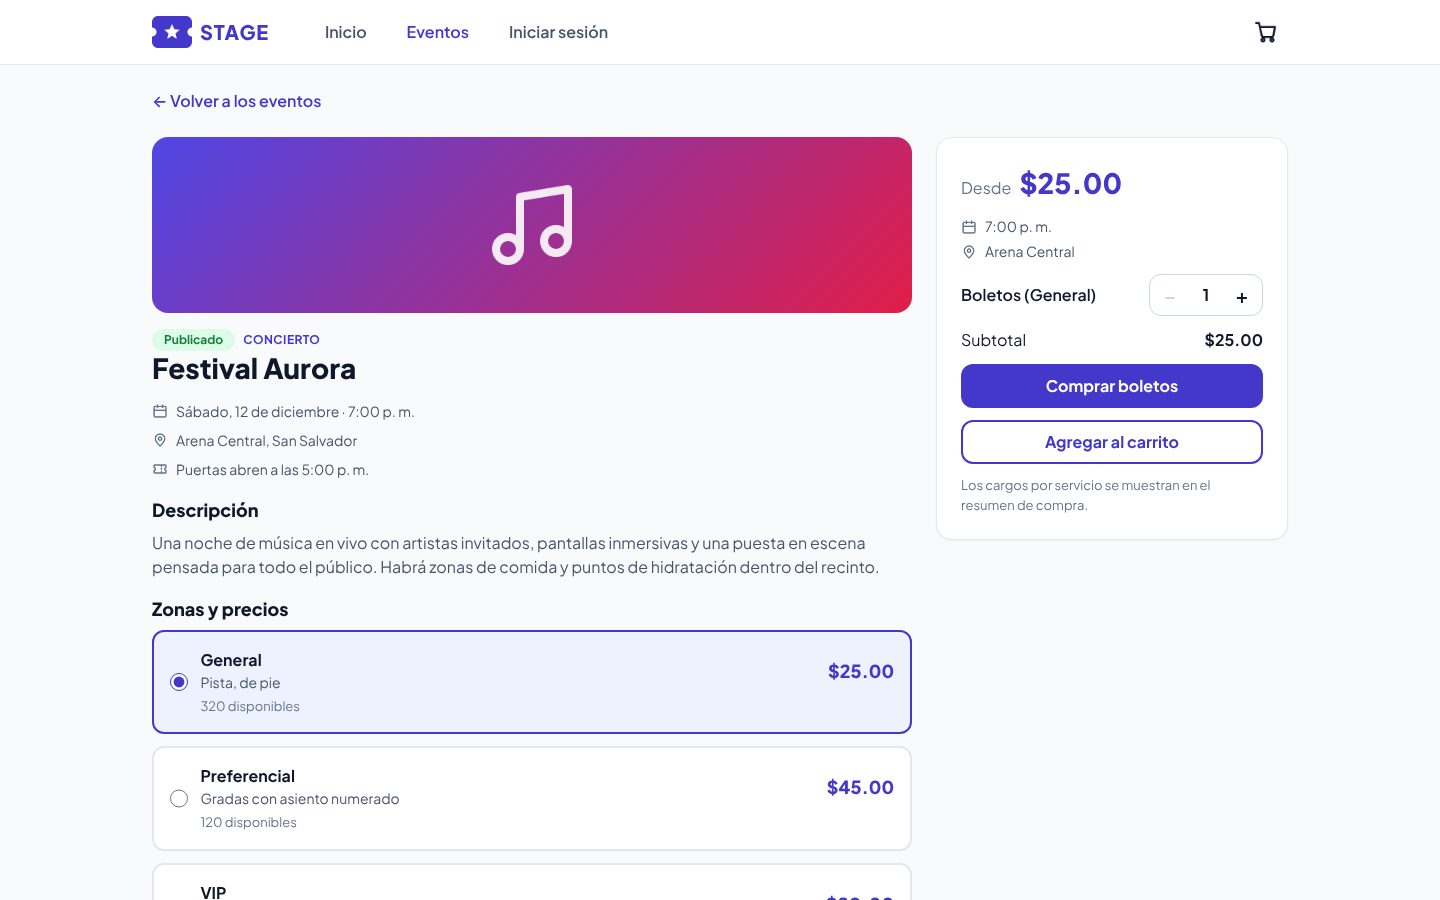 STAGE
Inicio
Eventos
Iniciar sesión
← Volver a los eventos
Publicado
CONCIERTO
Festival Aurora
Sábado, 12 de diciembre · 7:00 p. m.
Arena Central, San Salvador
Puertas abren a las 5:00 p. m.
Descripción
Una noche de música en vivo con artistas invitados, pantallas inmersivas y una puesta en escena
pensada para todo el público. Habrá zonas de comida y puntos de hidratación dentro del recinto.
Zonas y precios
General
Pista, de pie
320 disponibles
$25.00
Preferencial
Gradas con asiento numerado
120 disponibles
$45.00
VIP
Desde $25.00
7:00 p. m.
Arena Central
Boletos (General)
− 1 +
Subtotal
$25.00
Comprar boletos
Agregar al carrito
Los cargos por servicio se muestran en el
resumen de compra.